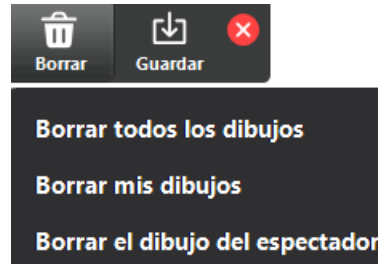 Borrar Guardar
Borrar todos los dibujos
Borrar mis dibujos
Borrar el dibujo del espectador